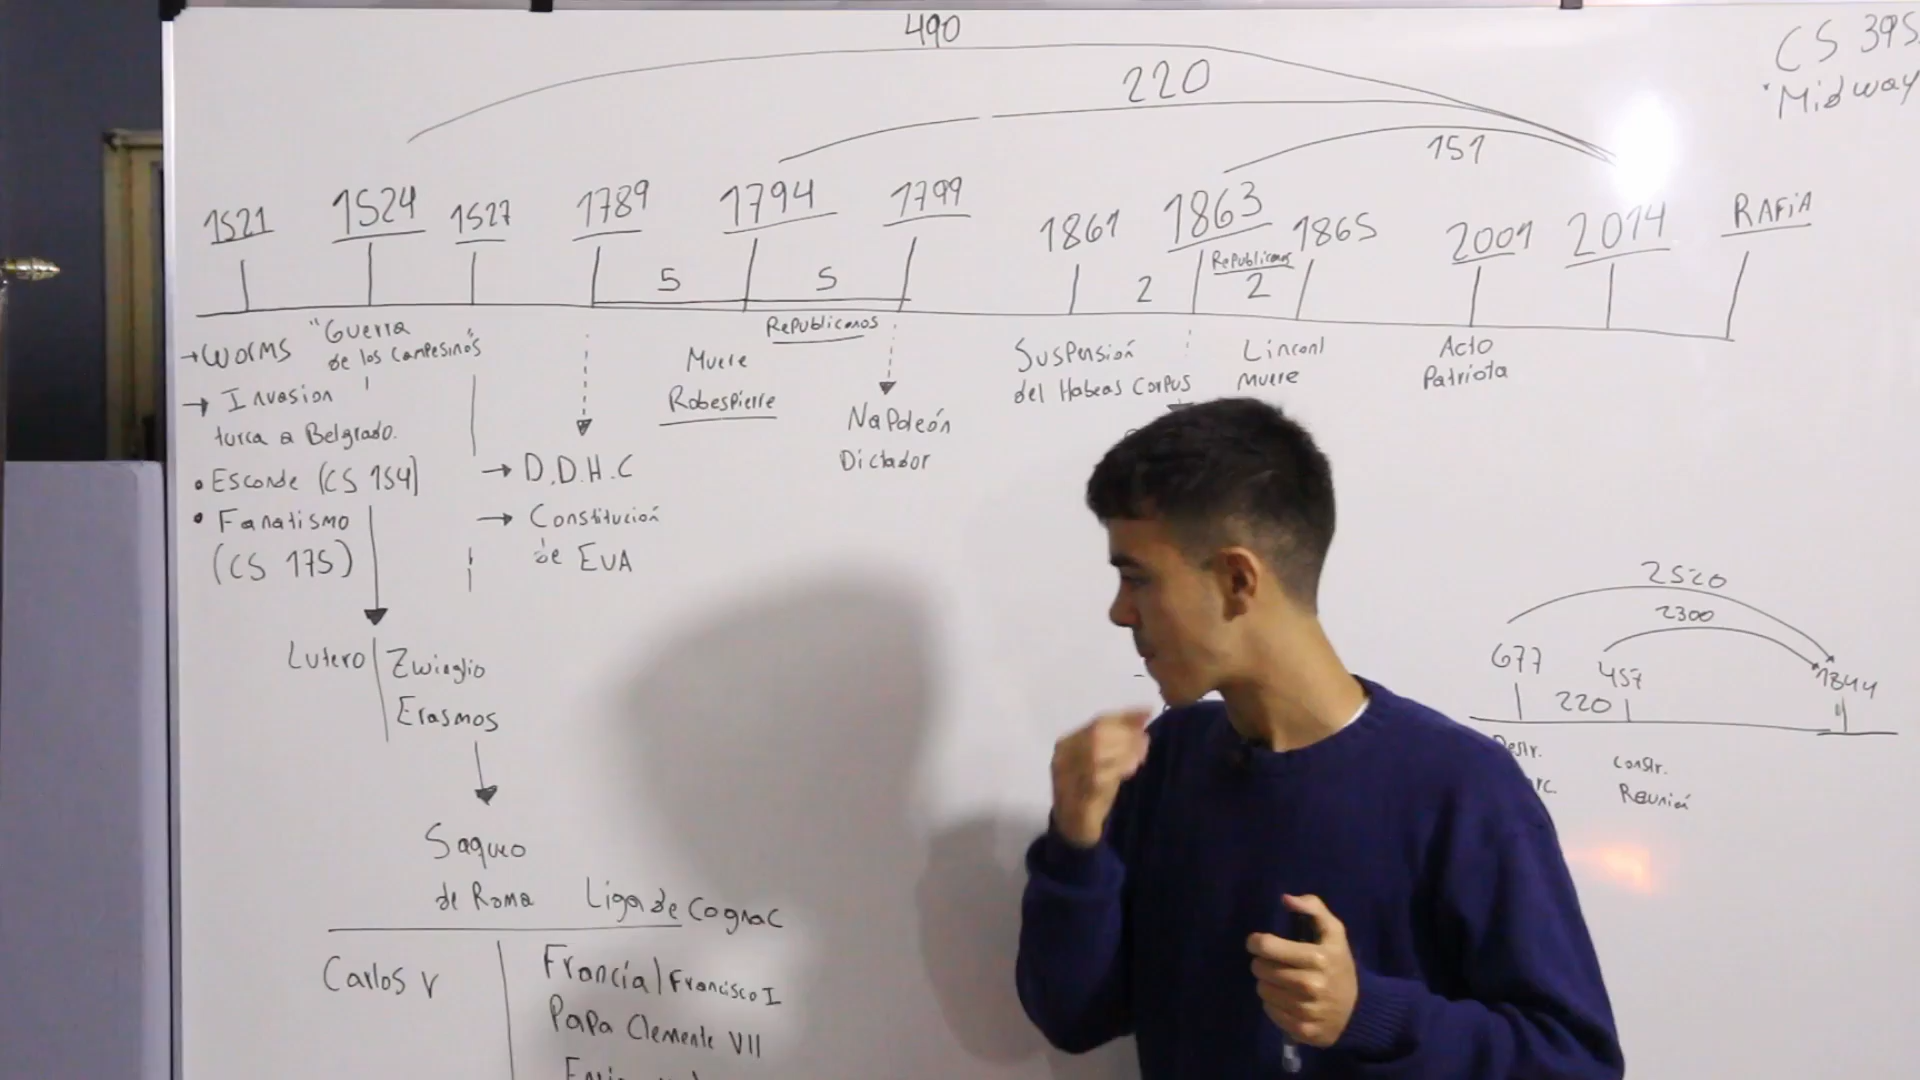 490
220
151
CS 395
"Midway
1521
1524
1527
1789
1794
1799
1861
1863
1865
2001
2014
RAFiA
5
5
2
Republicanos
2
→ Worms
"Guerra
de los Campesinos"
→ Invasion
turca a Belgrado.
• Esconde (CS 154)
• Fanatismo
(CS 175)
Republicanos
Muere
Robespierre
Napoleón
Dictador
→ D.D.H.C
→ Constitución
de EUA
Suspensión
del Habeas Corpus
Linconl
Muere
Acto
Patriota
Lutero
Zwinglio
Erasmos
Saqueo
de Roma
Liga de Cognac
Carlos V
Francia | Francisco I
Papa Clemente VII
2520
2300
677
457
1844
220
Destr.
Constr.
Reunión